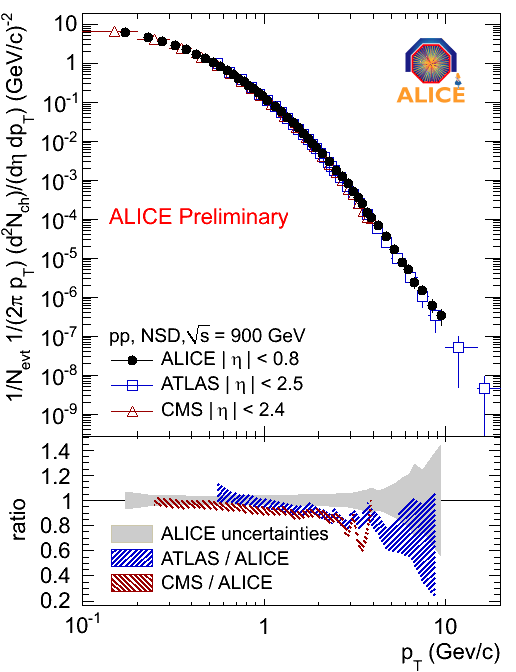 1/N_evt 1/(2π p_T) (d²N_ch)/(dη dp_T) (GeV/c)⁻²
10
1
10⁻¹
10⁻²
10⁻³
10⁻⁴
10⁻⁵
10⁻⁶
10⁻⁷
10⁻⁸
10⁻⁹
ALICE
ALICE Preliminary
pp, NSD, √s = 900 GeV
ALICE | η | < 0.8
ATLAS | η | < 2.5
CMS | η | < 2.4
ratio
1.4
1.2
1
0.8
0.6
0.4
0.2
ALICE uncertainties
ATLAS / ALICE
CMS / ALICE
10⁻¹
1
10
p_T (Gev/c)